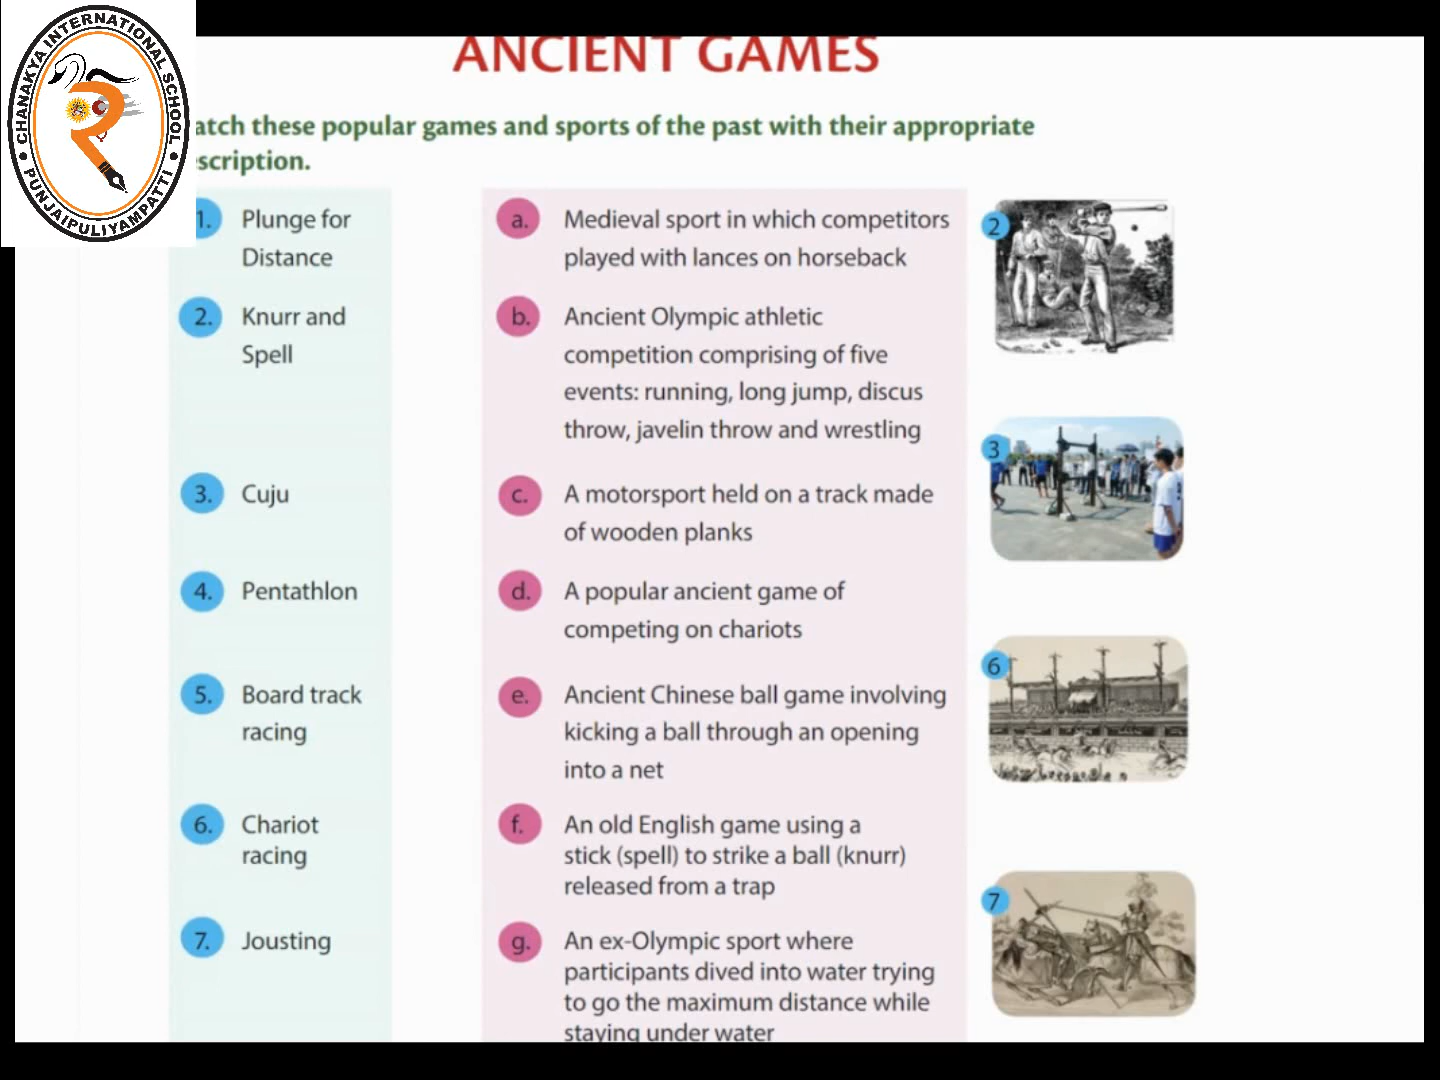 CHANAKYA INTERNATIONAL SCHOOL
PUNJAIPULIYAMPATTI
ANCIENT GAMES
atch these popular games and sports of the past with their appropriate
scription.
1. Plunge for
Distance
2. Knurr and
Spell
3. Cuju
4. Pentathlon
5. Board track
racing
6. Chariot
racing
7. Jousting
a. Medieval sport in which competitors
played with lances on horseback
b. Ancient Olympic athletic
competition comprising of five
events: running, long jump, discus
throw, javelin throw and wrestling
c. A motorsport held on a track made
of wooden planks
d. A popular ancient game of
competing on chariots
e. Ancient Chinese ball game involving
kicking a ball through an opening
into a net
f. An old English game using a
stick (spell) to strike a ball (knurr)
released from a trap
g. An ex-Olympic sport where
participants dived into water trying
to go the maximum distance while
staying under water
2
3
6
7